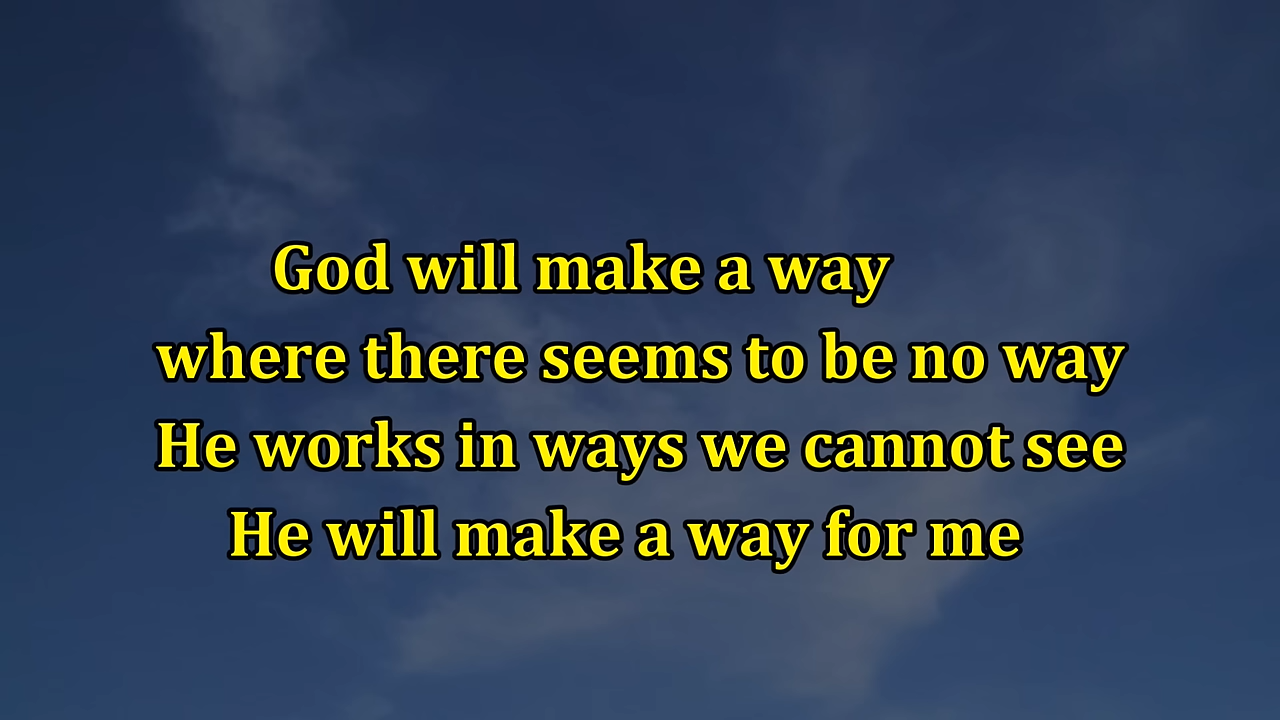 God will make a way
where there seems to be no way
He works in ways we cannot see
He will make a way for me